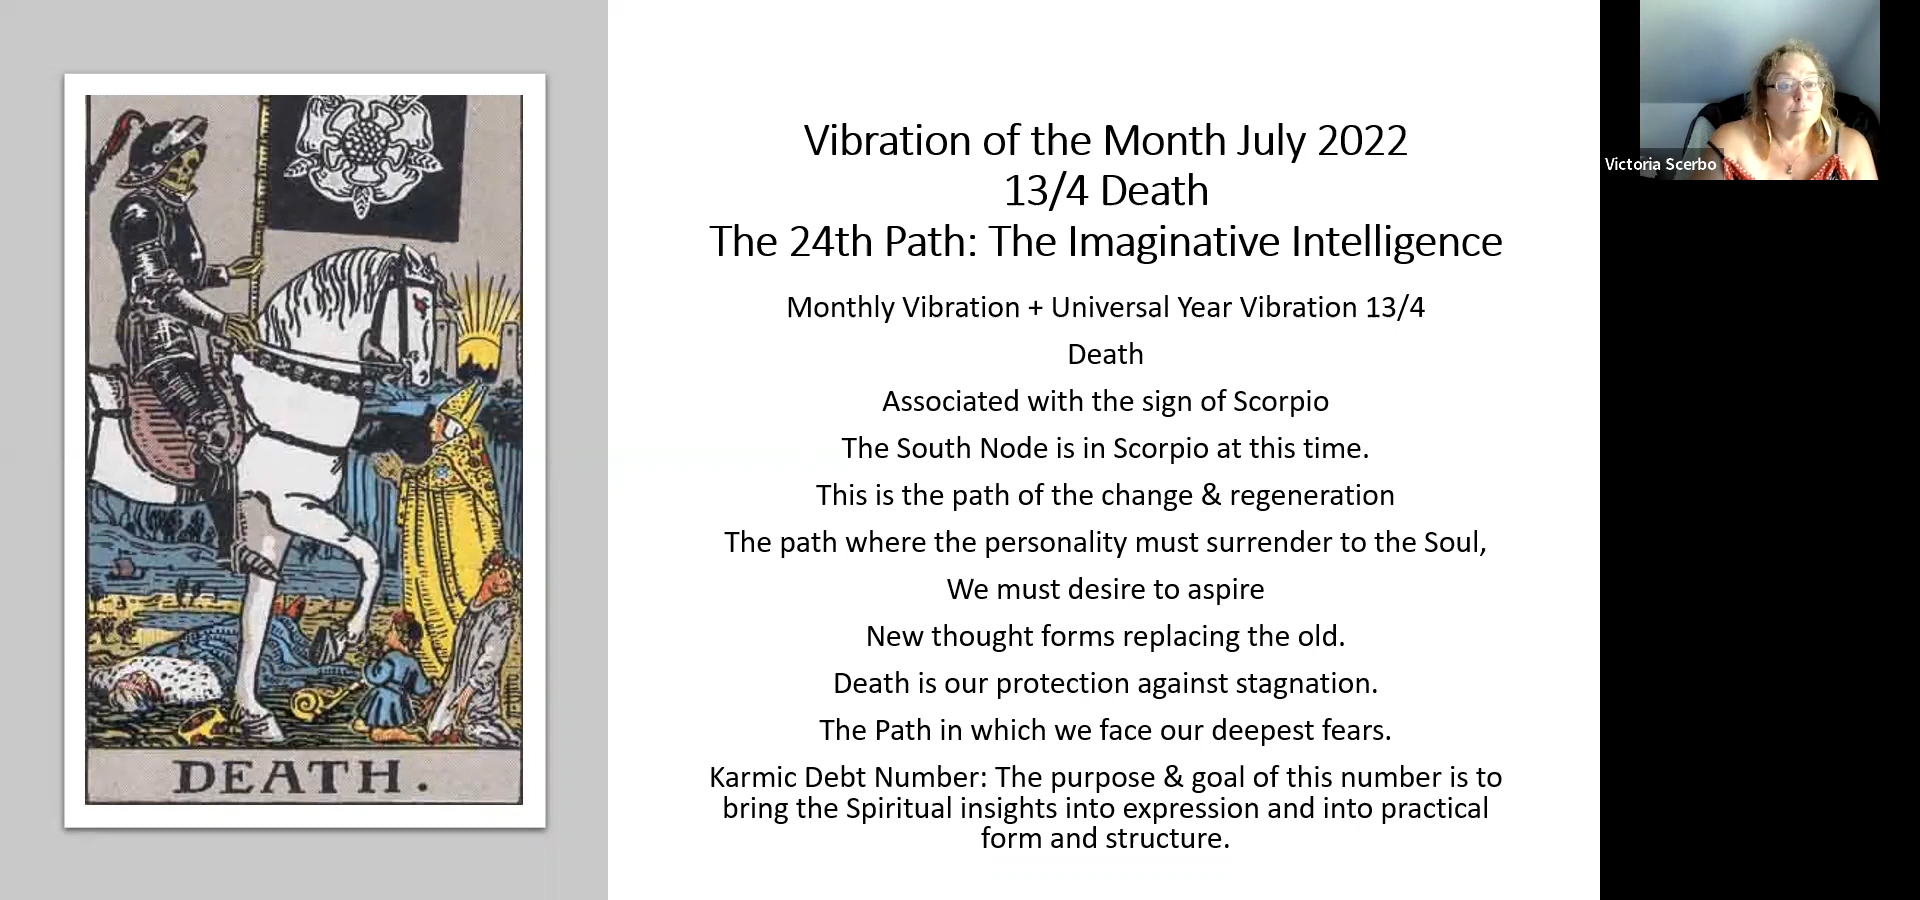 Vibration of the Month July 2022
13/4 Death
The 24th Path: The Imaginative Intelligence
Monthly Vibration + Universal Year Vibration 13/4
Death
Associated with the sign of Scorpio
The South Node is in Scorpio at this time.
This is the path of the change & regeneration
The path where the personality must surrender to the Soul,
We must desire to aspire
New thought forms replacing the old.
Death is our protection against stagnation.
The Path in which we face our deepest fears.
Karmic Debt Number: The purpose & goal of this number is to
bring the Spiritual insights into expression and into practical
form and structure.
DEATH.
Victoria Scerbo